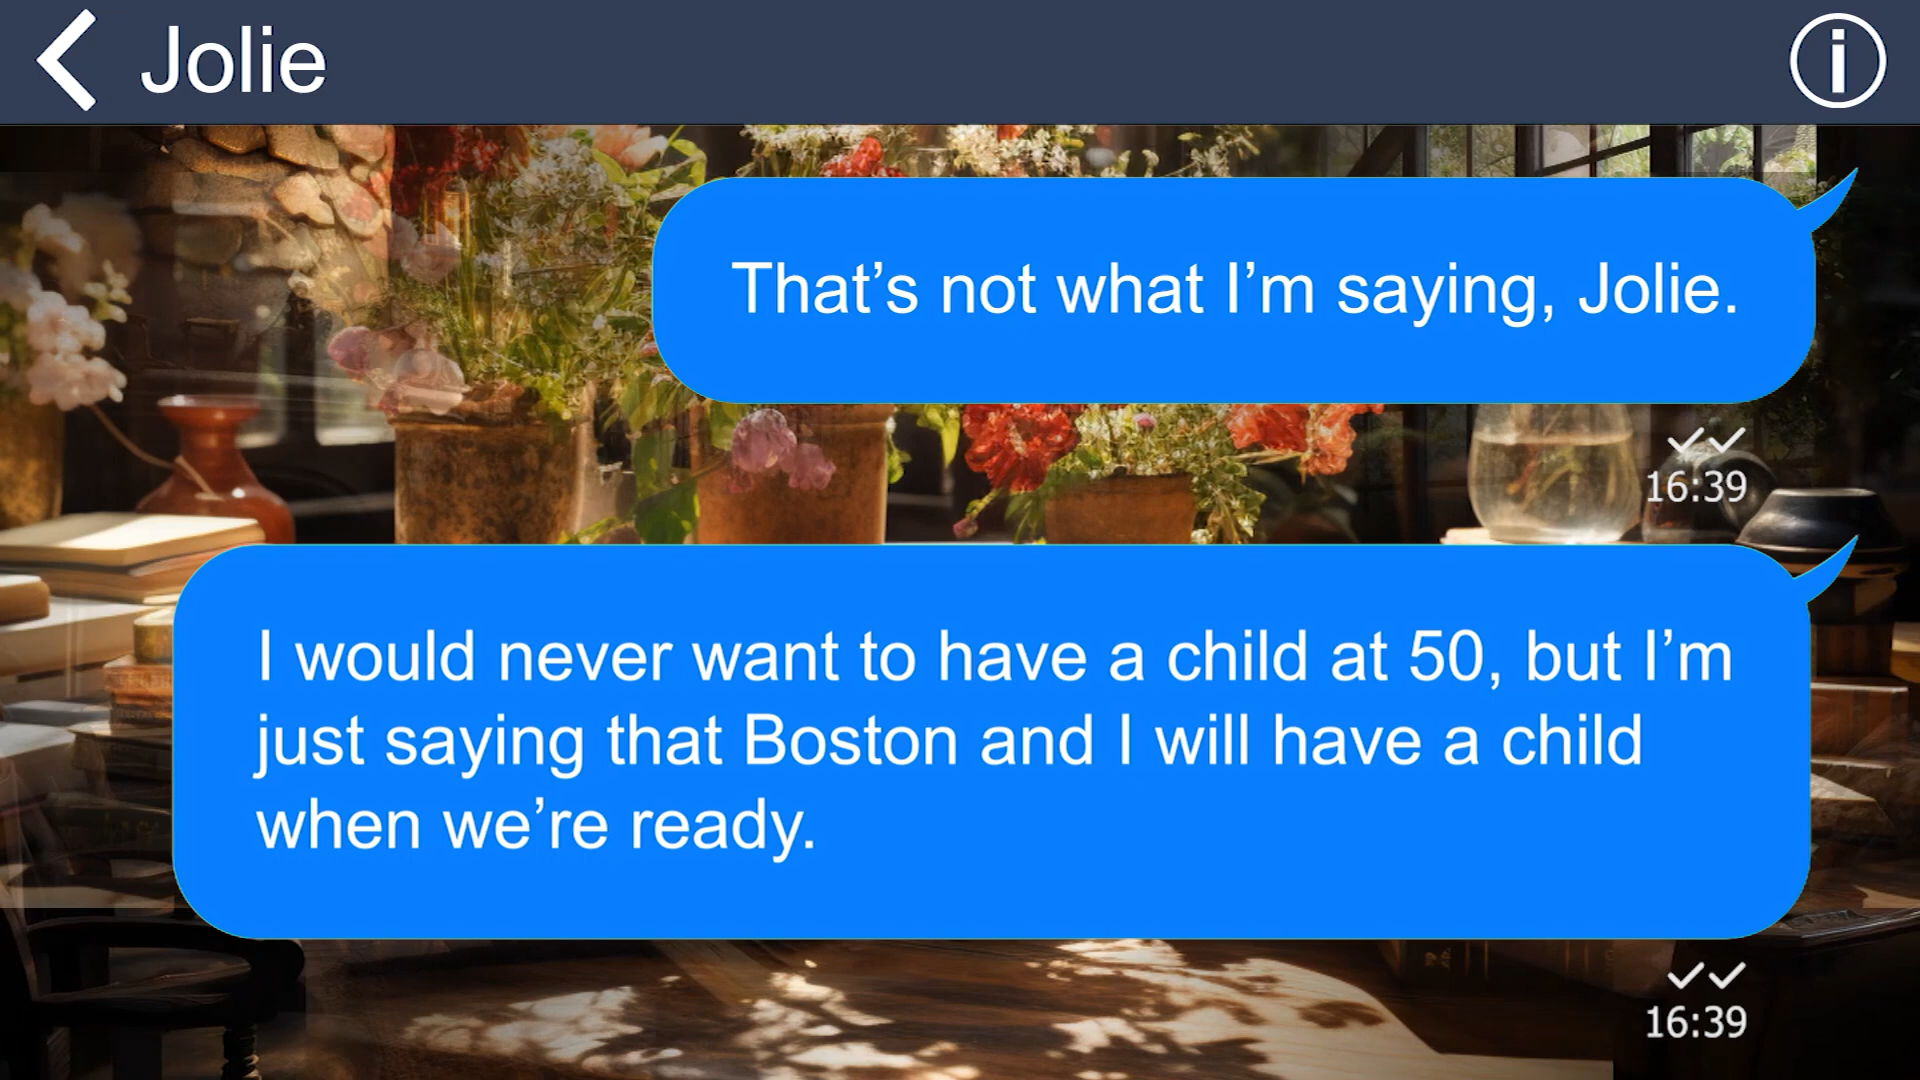 Jolie
That’s not what I’m saying, Jolie.
16:39
I would never want to have a child at 50, but I’m
just saying that Boston and I will have a child
when we’re ready.
16:39